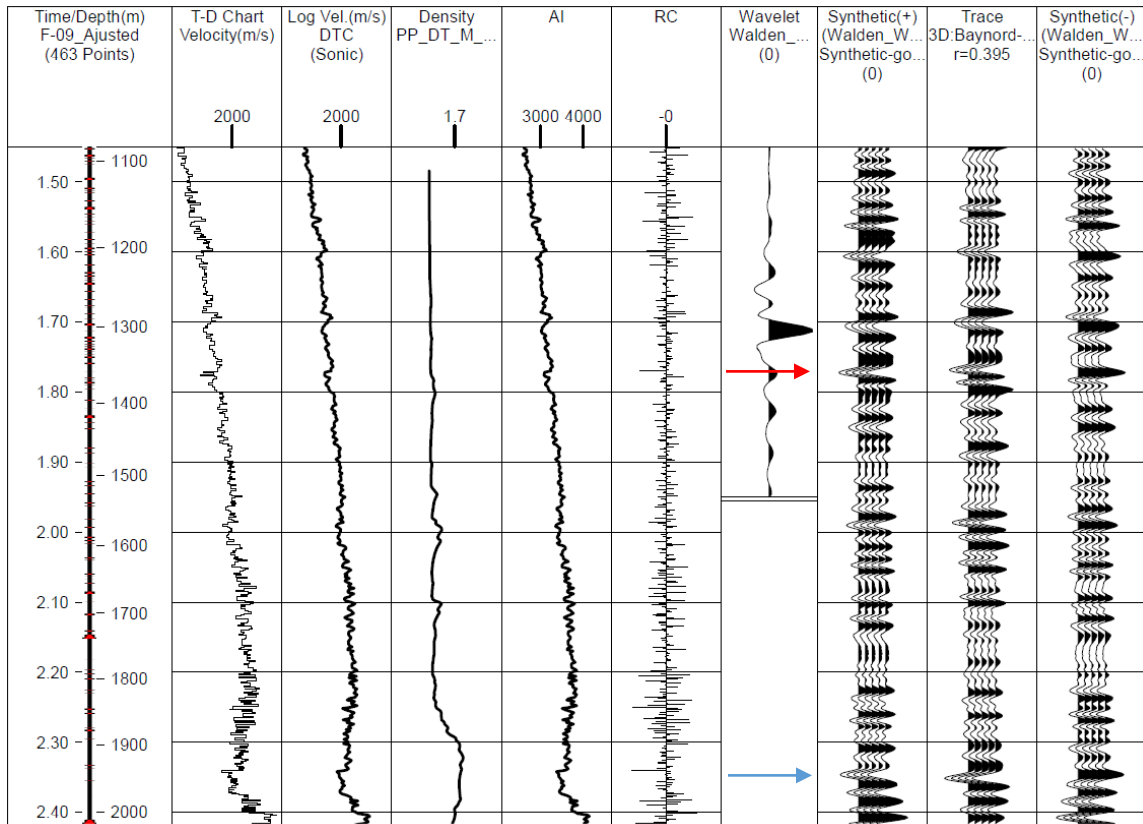 Time/Depth(m)
F-09_Ajusted
(463 Points)
T-D Chart
Velocity(m/s)
2000
Log Vel.(m/s)
DTC
(Sonic)
2000
Density
PP_DT_M_...
1.7
AI
3000 4000
RC
-0
Wavelet
Walden_...
(0)
Synthetic(+)
(Walden_W...
Synthetic-go...
(0)
Trace
3D:Baynord-...
r=0.395
Synthetic(-)
(Walden_W...
Synthetic-go...
(0)
1100
1.50
1.60
1200
1.70
1300
1.80
1400
1.90
1500
2.00
1600
2.10
1700
2.20
1800
2.30
1900
2.40
2000